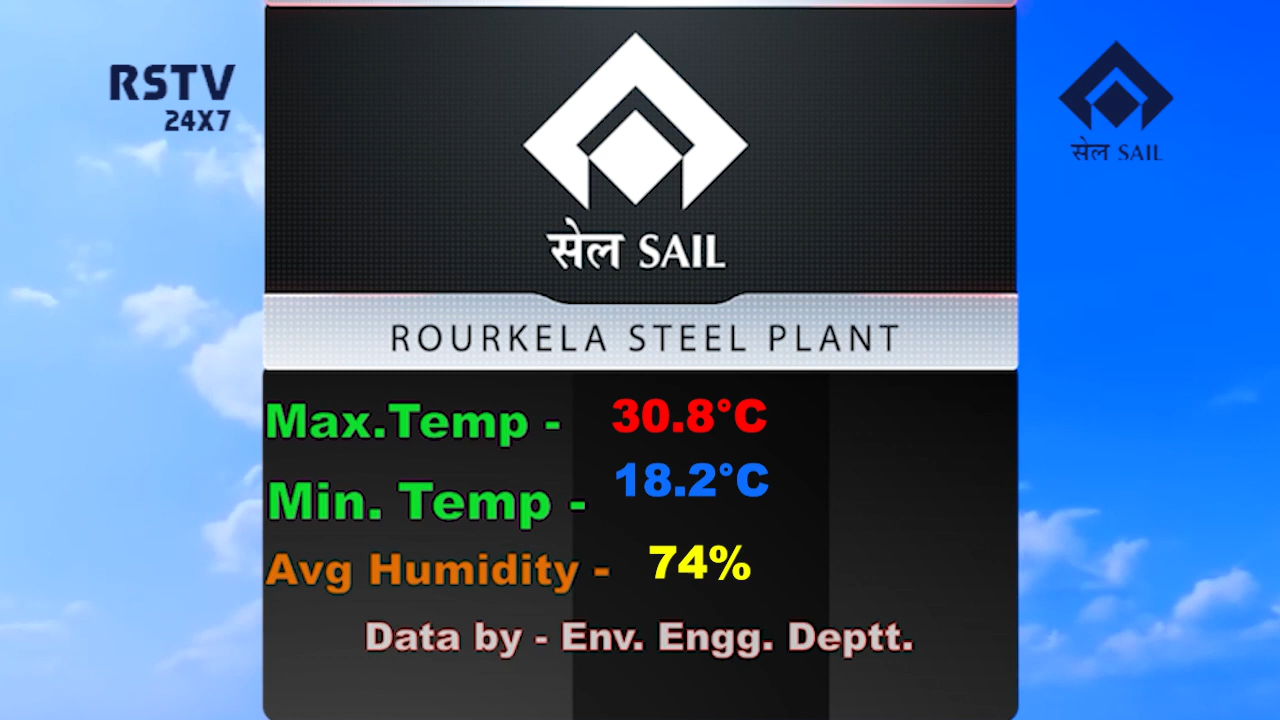 RSTV
24X7
सेल SAIL
सेल SAIL
ROURKELA STEEL PLANT
Max.Temp - 30.8°C
Min. Temp - 18.2°C
Avg Humidity - 74%
Data by - Env. Engg. Deptt.